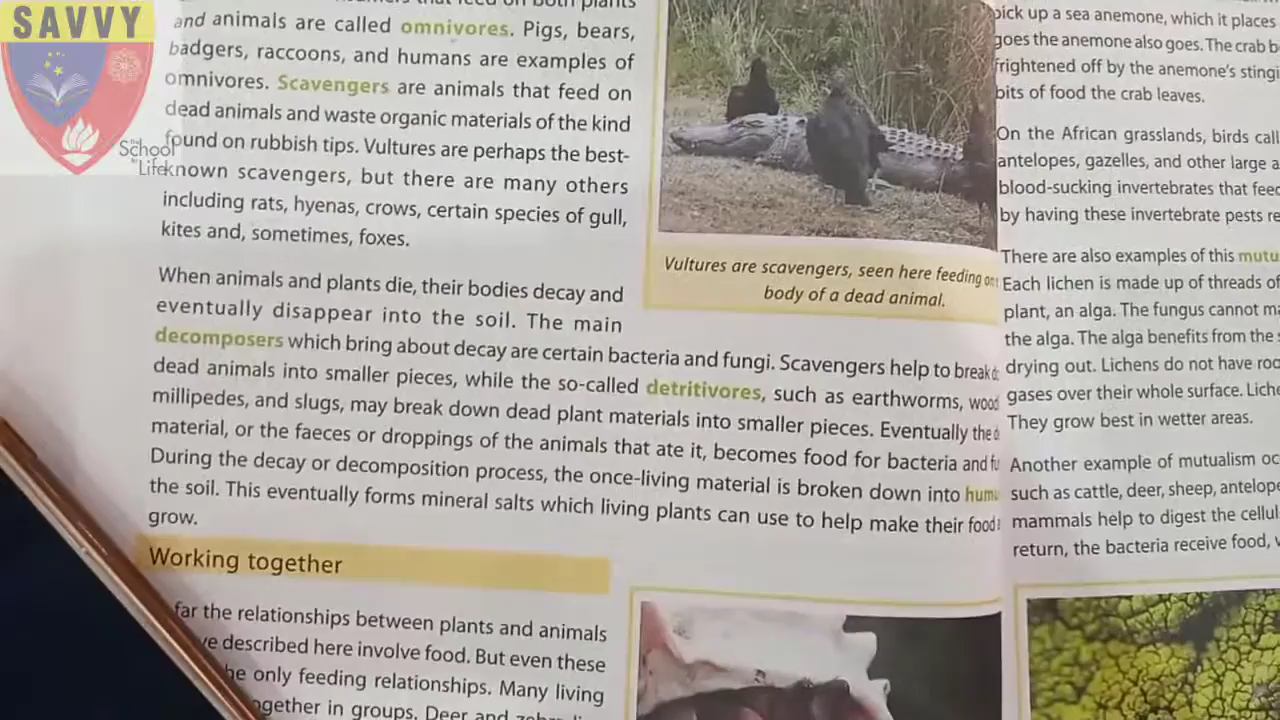 SAVVY
the School for Life
and animals are called omnivores. Pigs, bears,
badgers, raccoons, and humans are examples of
omnivores. Scavengers are animals that feed on
dead animals and waste organic materials of the kind
found on rubbish tips. Vultures are perhaps the best-
known scavengers, but there are many others
including rats, hyenas, crows, certain species of gull,
kites and, sometimes, foxes.
Vultures are scavengers, seen here feeding on
body of a dead animal.
When animals and plants die, their bodies decay and
eventually disappear into the soil. The main
decomposers which bring about decay are certain bacteria and fungi. Scavengers help to break
dead animals into smaller pieces, while the so-called detritivores, such as earthworms, wood
millipedes, and slugs, may break down dead plant materials into smaller pieces. Eventually the
material, or the faeces or droppings of the animals that ate it, becomes food for bacteria and
During the decay or decomposition process, the once-living material is broken down into
the soil. This eventually forms mineral salts which living plants can use to help make their food
grow.
Working together
far the relationships between plants and animals
described here involve food. But even these
only feeding relationships. Many living
together in groups. Deer and
pick up a sea anemone, which it places
goes the anemone also goes. The crab
frightened off by the anemone's
bits of food the crab leaves.
On the African grasslands, birds
antelopes, gazelles, and other large
blood-sucking invertebrates that
by having these invertebrate pests
There are also examples of this
Each lichen is made up of threads of
plant, an alga. The fungus cannot
the alga. The alga benefits from the
drying out. Lichens do not have
gases over their whole surface.
They grow best in wetter areas.
Another example of mutualism
such as cattle, deer, sheep,
mammals help to digest the
return, the bacteria receive food,